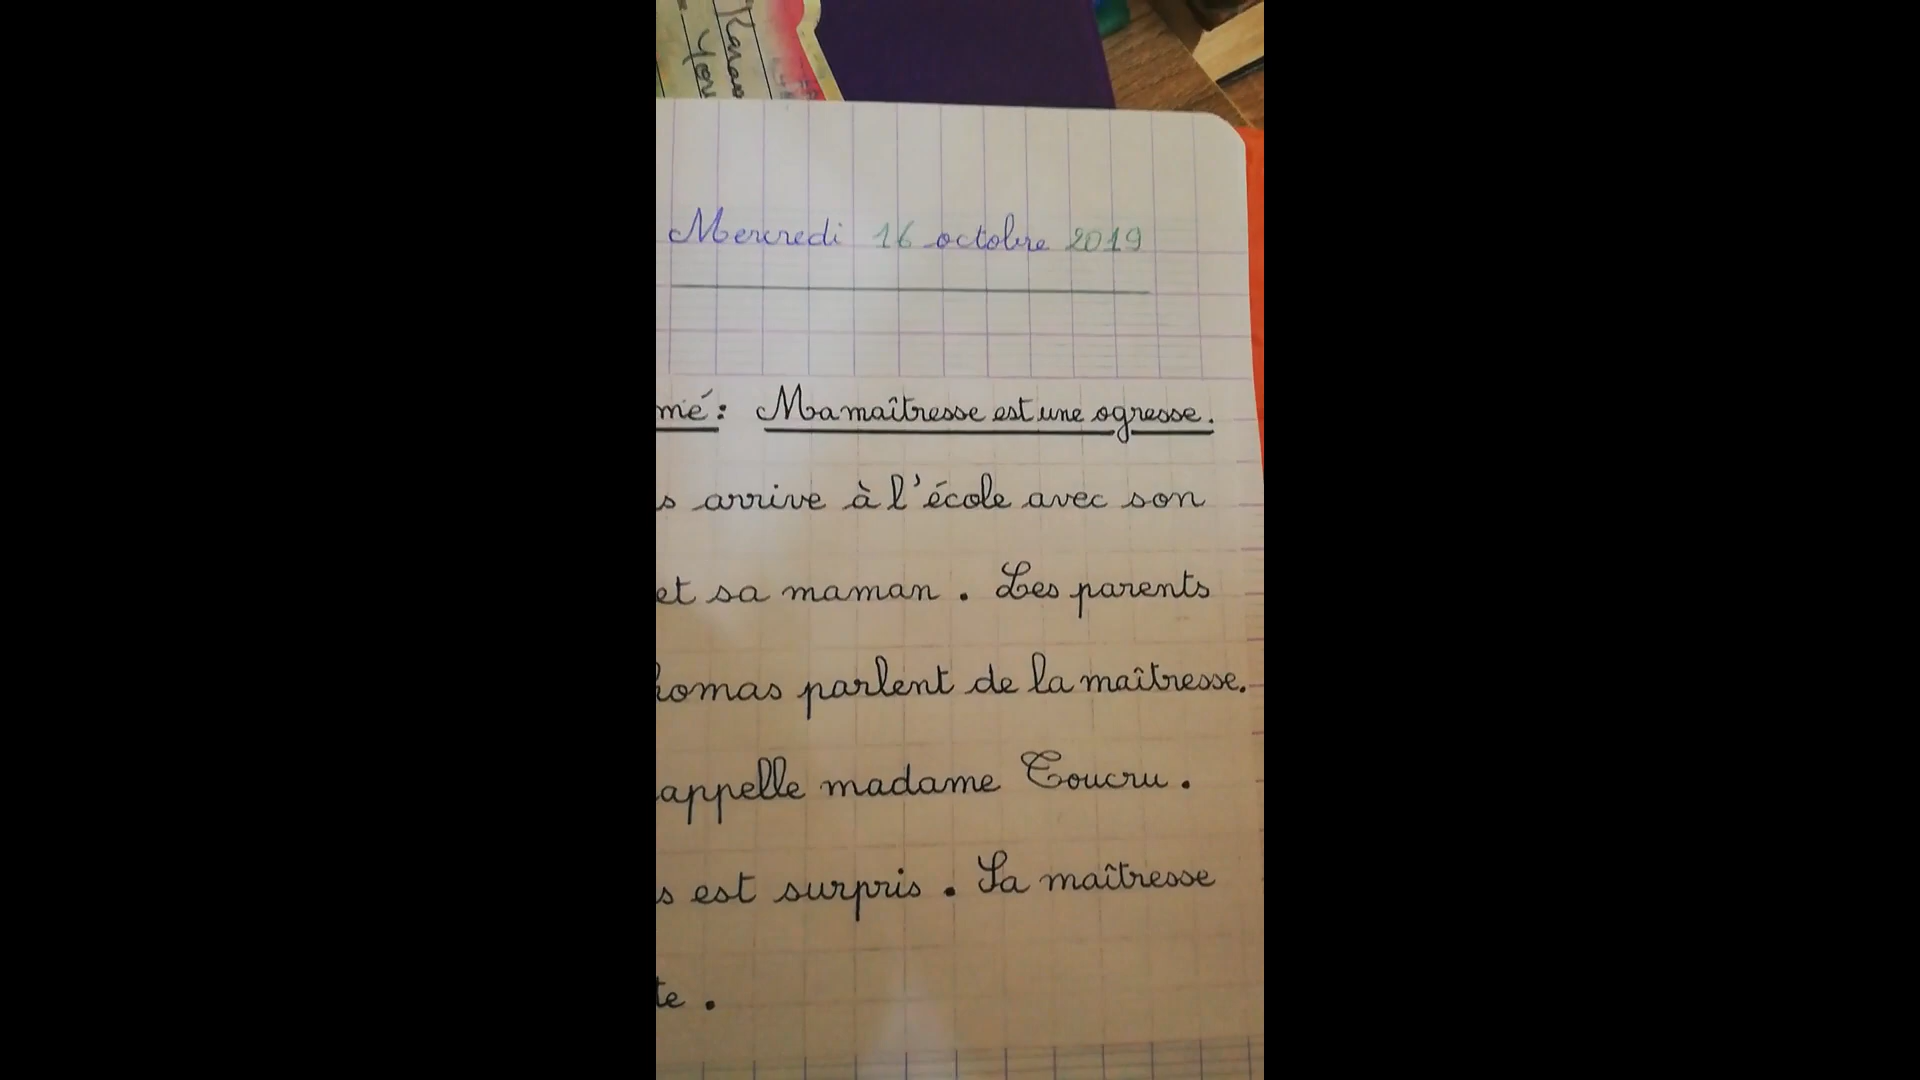 Mercredi 16 octobre 2019
mé: Ma maîtresse est une ogresse.
s arrive à l'école avec son
et sa maman. Les parents
homas parlent de la maîtresse.
appelle madame Toucru.
s est surpris. Sa maîtresse
te.